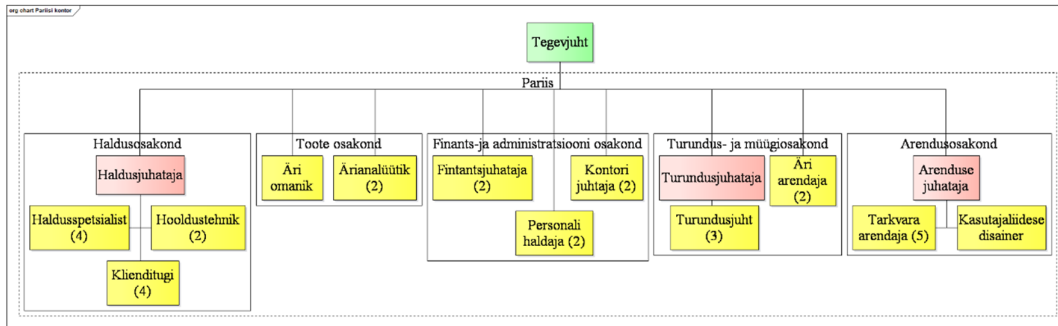 org chart Pariisi kontor
Tegevjuht
Pariis
Haldusosakond
Haldusjuhataja
Haldusspetsialist
(4)
Hooldustehnik
(2)
Klienditugi
(4)
Toote osakond
Äri
omanik
Ärianalüütik
(2)
Finants-ja administratsiooni osakond
Fintantsjuhataja
(2)
Kontori
juhtaja (2)
Personali
haldaja (2)
Turundus- ja müügiosakond
Turundusjuhataja
Äri
arendaja
(2)
Turundusjuht
(3)
Arendusosakond
Arenduse
juhataja
Tarkvara
arendaja (5)
Kasutajaliidese
disainer